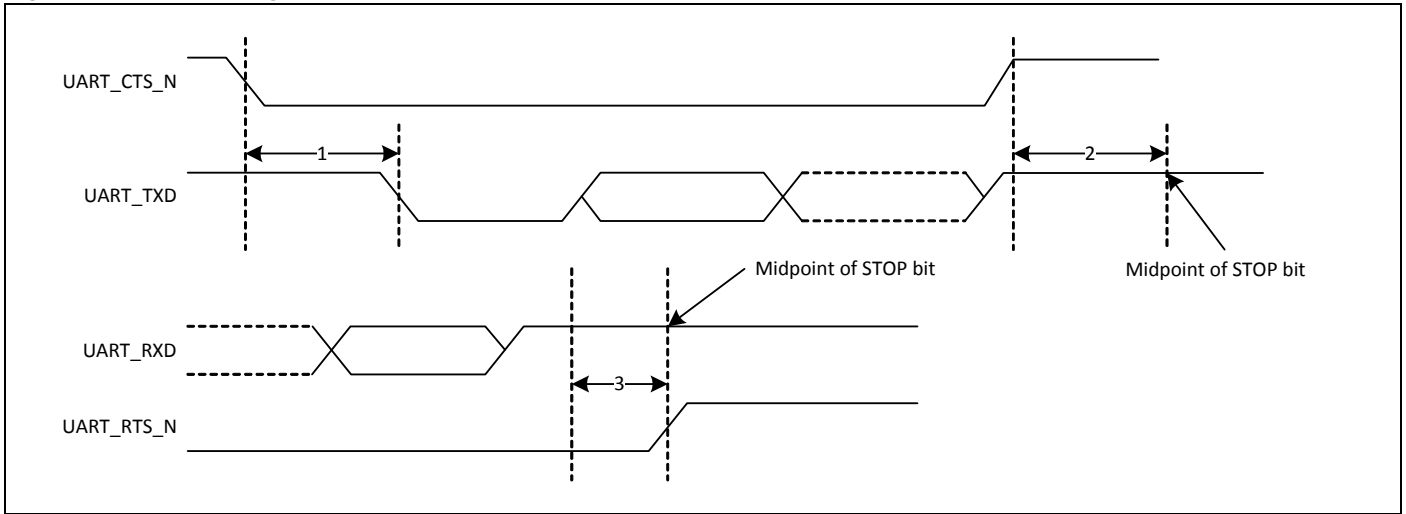 UART_CTS_N
1
2
UART_TXD
Midpoint of STOP bit
Midpoint of STOP bit
UART_RXD
3
UART_RTS_N